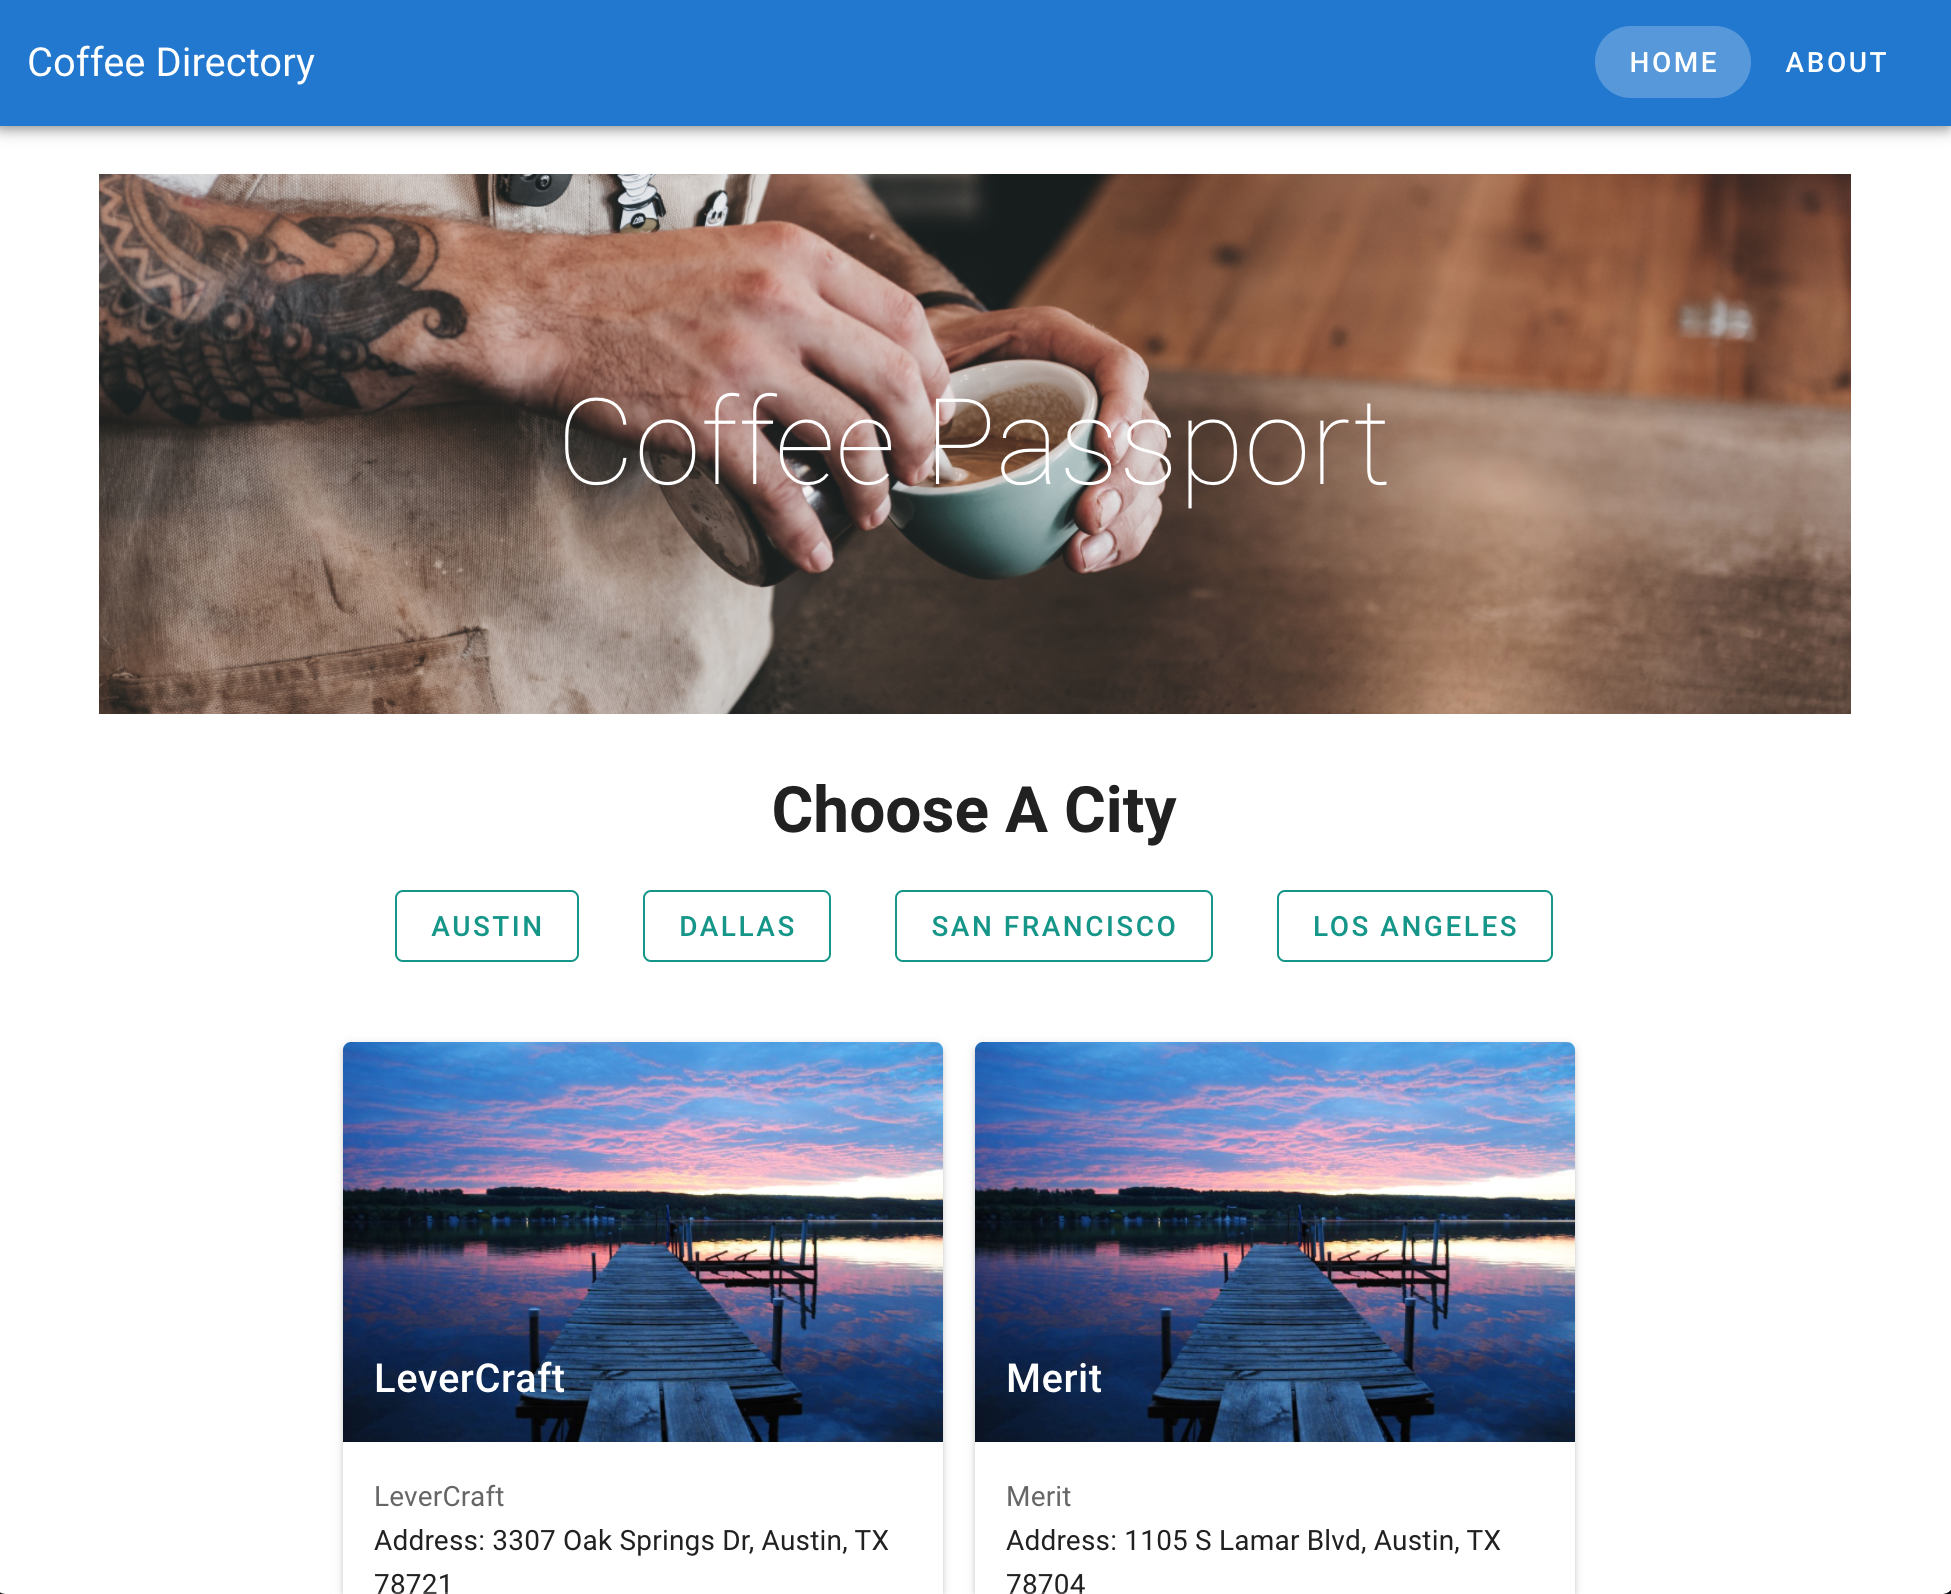 Coffee Directory
HOME
ABOUT
Coffee Passport
Choose A City
AUSTIN
DALLAS
SAN FRANCISCO
LOS ANGELES
LeverCraft
LeverCraft
Address: 3307 Oak Springs Dr, Austin, TX
78721
Merit
Merit
Address: 1105 S Lamar Blvd, Austin, TX
78704